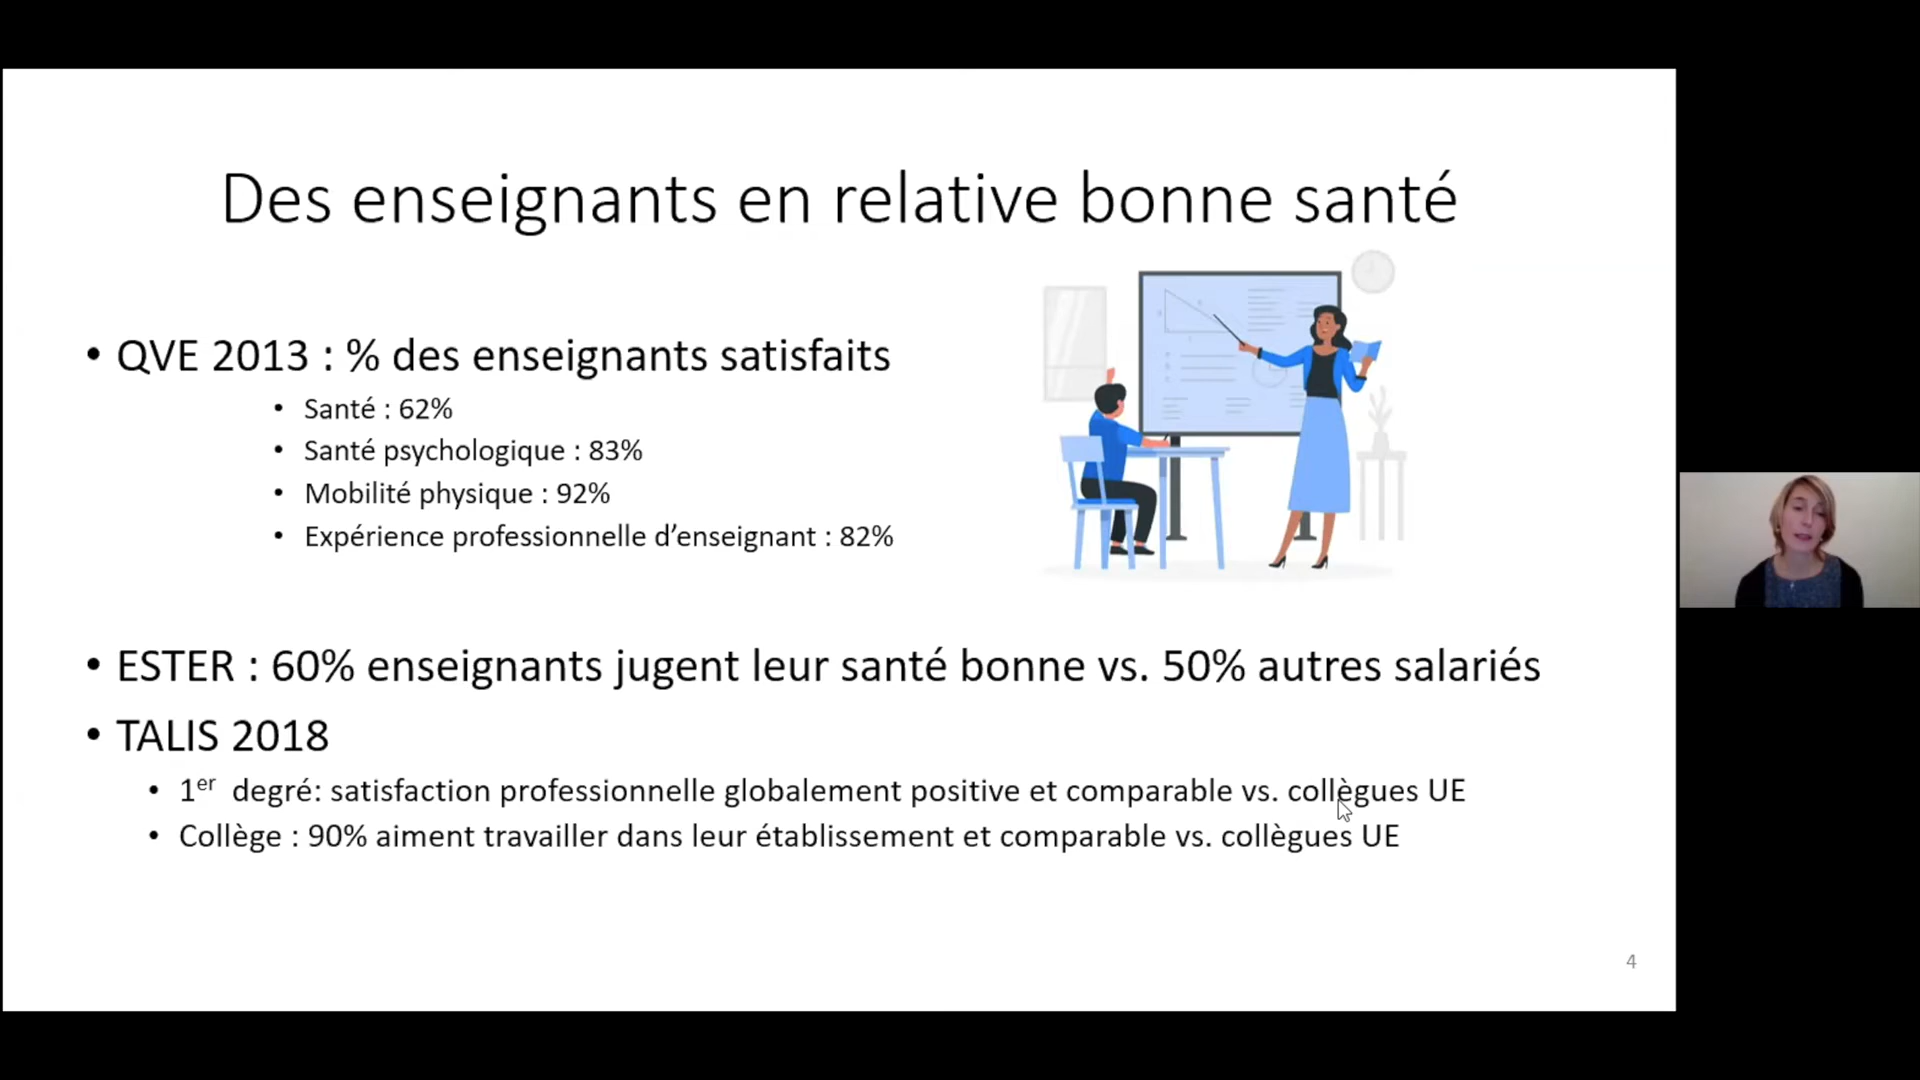 Des enseignants en relative bonne santé
• QVE 2013 : % des enseignants satisfaits
• Santé : 62%
• Santé psychologique : 83%
• Mobilité physique : 92%
• Expérience professionnelle d’enseignant : 82%
• ESTER : 60% enseignants jugent leur santé bonne vs. 50% autres salariés
• TALIS 2018
• 1er degré: satisfaction professionnelle globalement positive et comparable vs. collègues UE
• Collège : 90% aiment travailler dans leur établissement et comparable vs. collègues UE
4